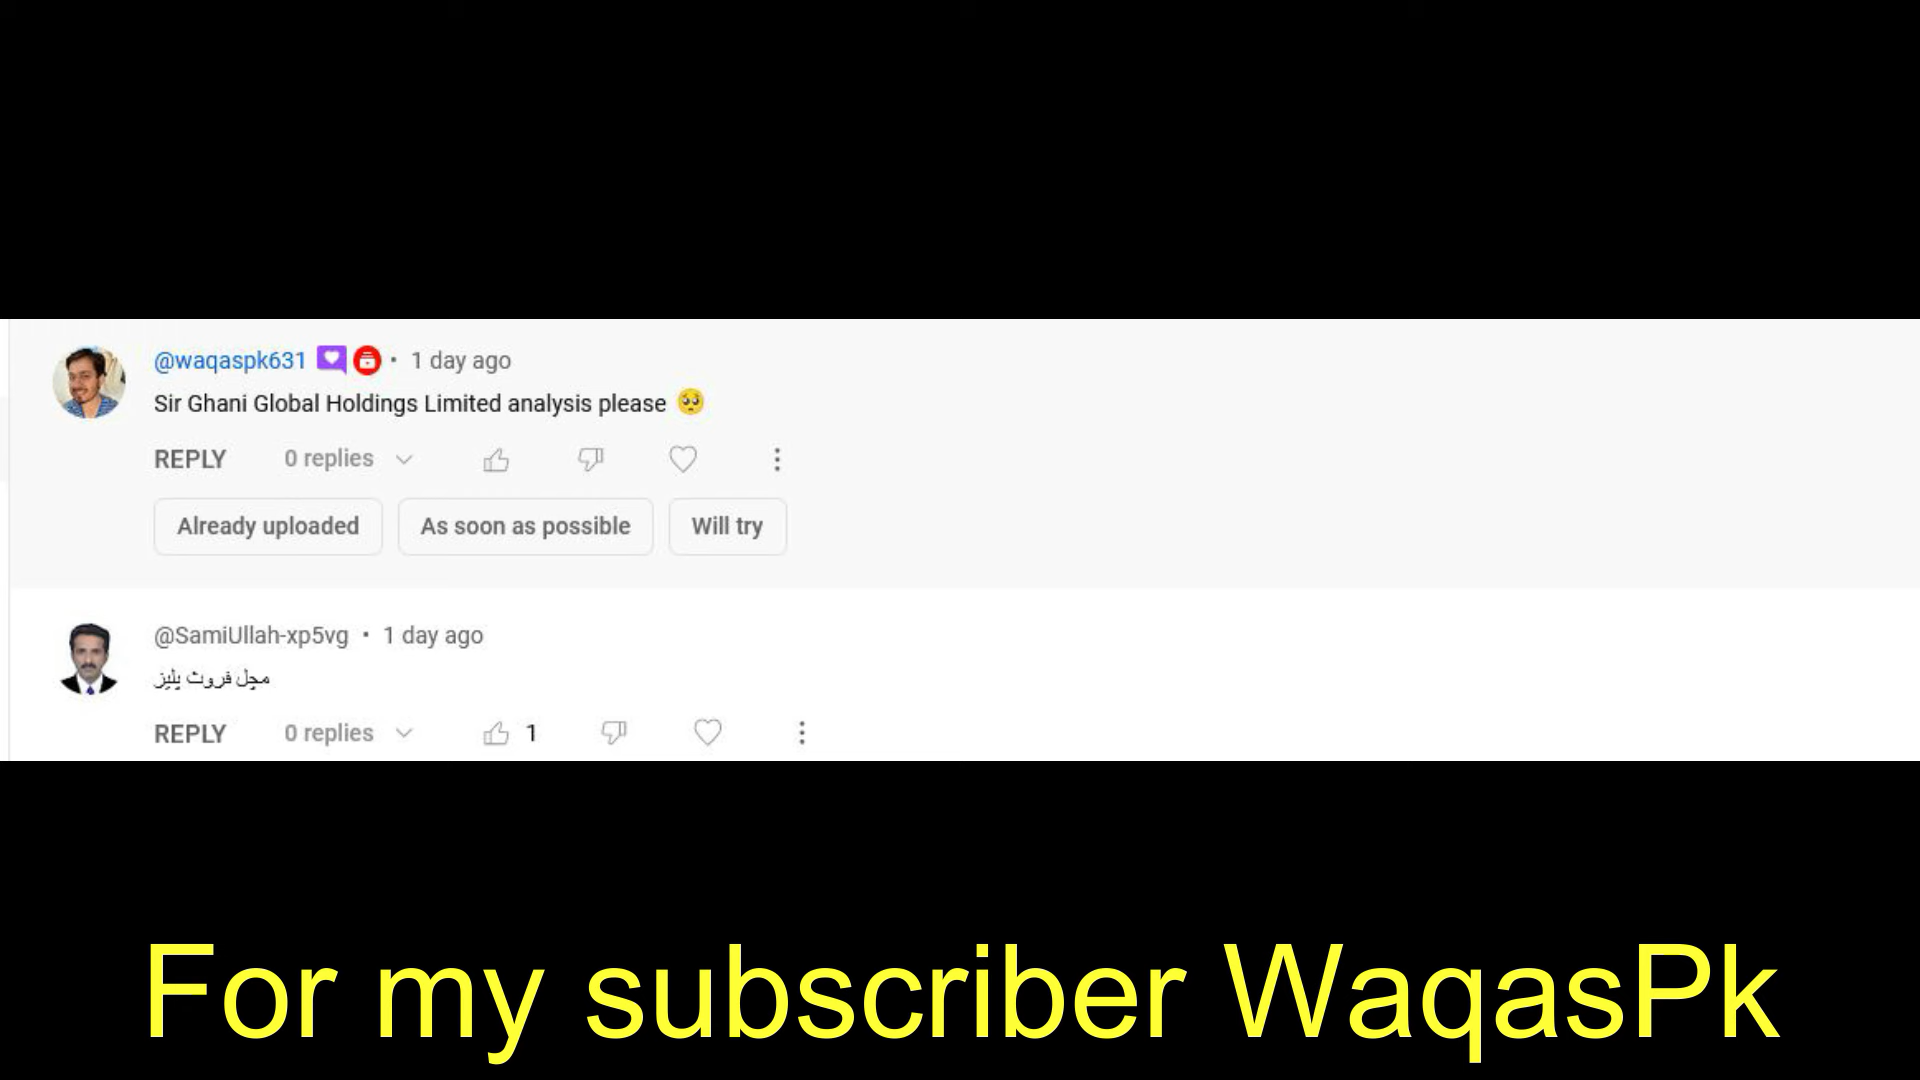 @waqaspk631 • 1 day ago
Sir Ghani Global Holdings Limited analysis please 🥺
REPLY 0 replies
Already uploaded As soon as possible Will try
@SamiUllah-xp5vg • 1 day ago
مچل فروٹ پلیز
REPLY 0 replies 1
For my subscriber WaqasPk